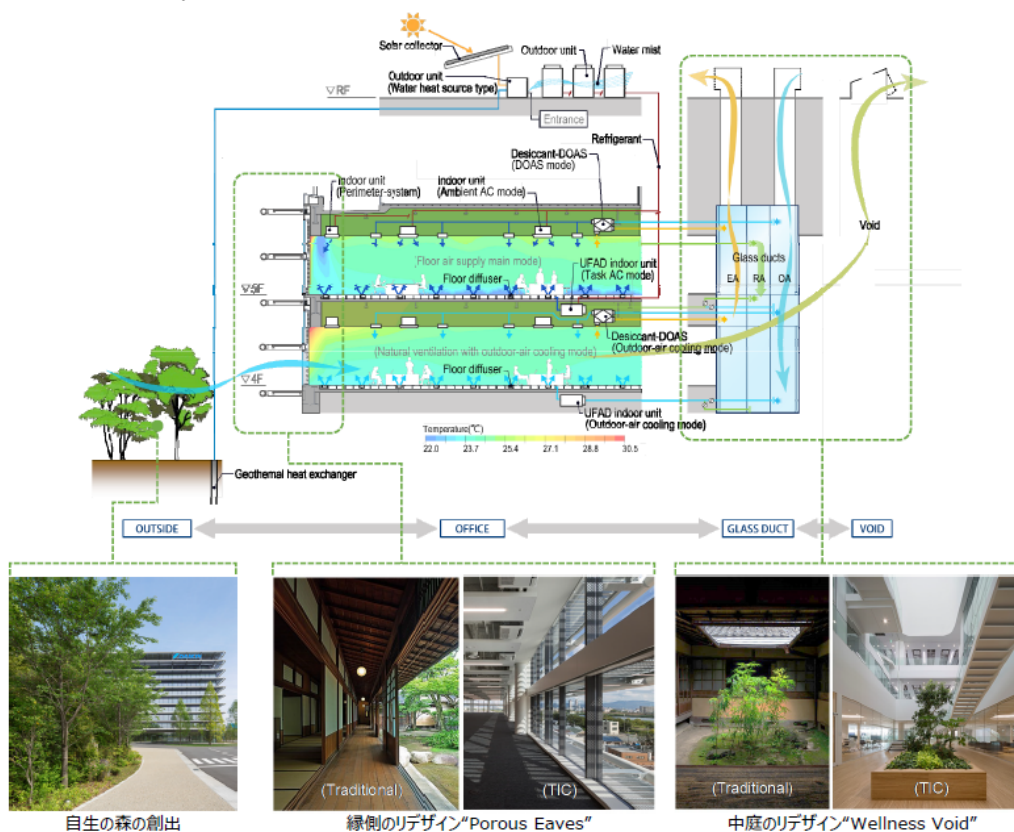 Solar collector
Outdoor unit
Water mist
Outdoor unit
(Water heat source type)
▽RF
Entrance
Refrigerant
Desiccant-DOAS
(DOAS mode)
Indoor unit
(Perimeter-system)
Indoor unit
(Ambient AC mode)
Void
(Floor air supply main mode)
UFAD indoor unit
(Task AC mode)
Glass ducts
EA RA OA
Floor diffuser
▽5F
Desiccant-DOAS
(Outdoor-air cooling mode)
(Natural ventilation with outdoor-air cooling mode)
Floor diffuser
▽4F
UFAD indoor unit
(Outdoor-air cooling mode)
Temperature(℃)
22.0 23.7 25.4 27.1 28.8 30.5
Geothemal heat exchanger
OUTSIDE
OFFICE
GLASS DUCT
VOID
(Traditional)
(TIC)
(Traditional)
(TIC)
自生の森の創出
縁側のリデザイン“Porous Eaves”
中庭のリデザイン“Wellness Void”